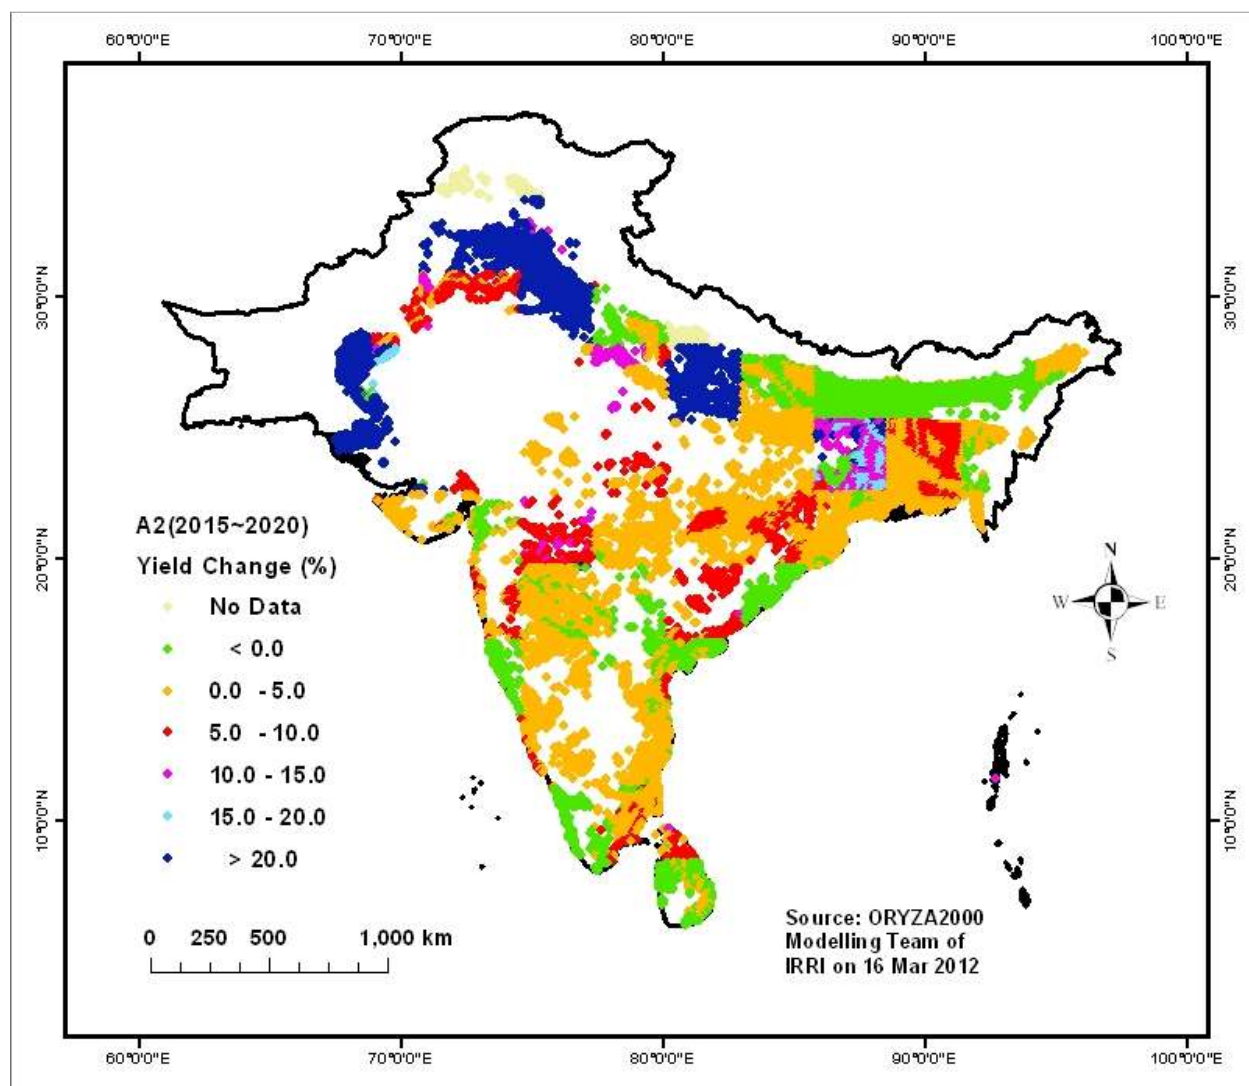 60°0'0"E 70°0'0"E 80°0'0"E 90°0'0"E 100°0'0"E
30°0'0"N 30°0'0"N
A2(2015~2020)
Yield Change (%)
No Data
< 0.0
0.0 - 5.0
5.0 - 10.0
10.0 - 15.0
15.0 - 20.0
> 20.0
20°0'0"N 20°0'0"N
N
W E
S
10°0'0"N 10°0'0"N
0 250 500 1,000 km
Source: ORYZA2000
Modelling Team of
IRRI on 16 Mar 2012
60°0'0"E 70°0'0"E 80°0'0"E 90°0'0"E 100°0'0"E